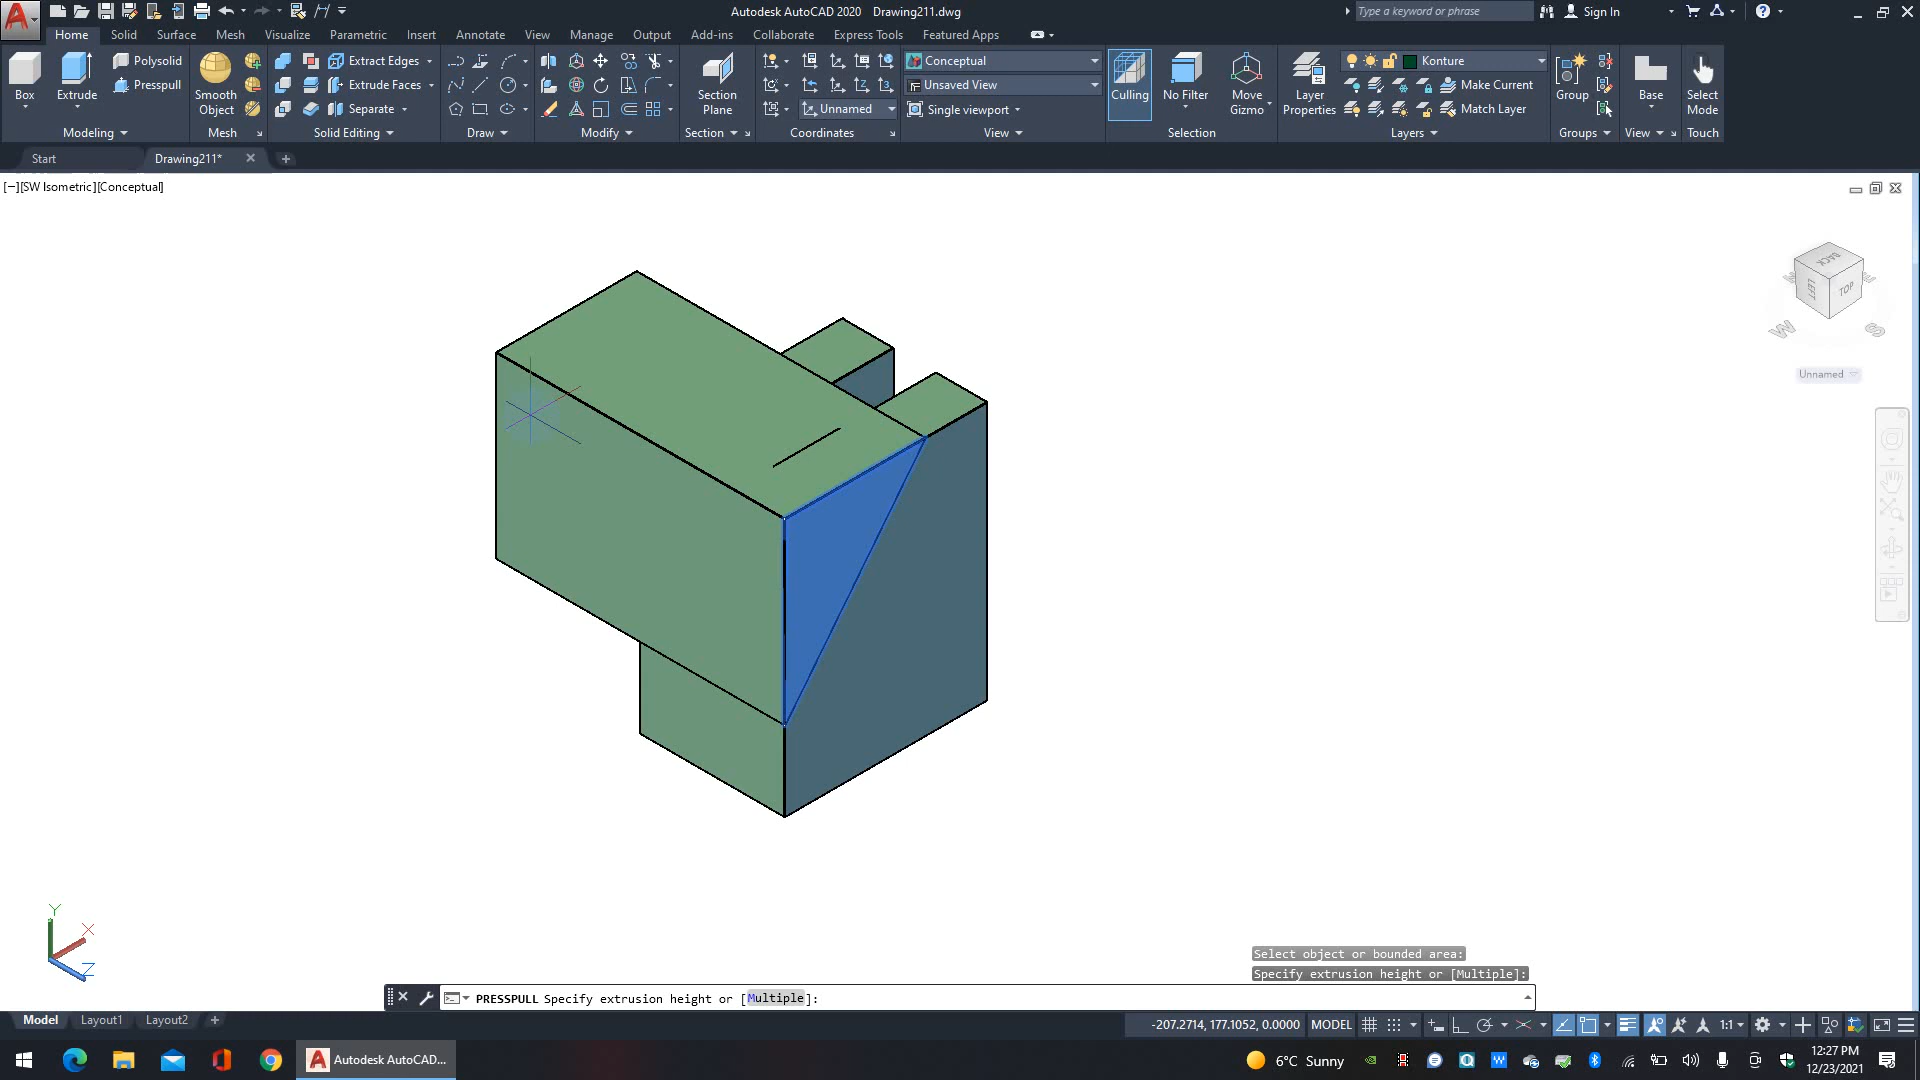 Autodesk AutoCAD 2020 Drawing211.dwg
Type a keyword or phrase
Sign In
Home Solid Surface Mesh Visualize Parametric Insert Annotate View Manage Output Add-ins Collaborate Express Tools Featured Apps
Box
Extrude
Polysolid
Presspull
Modeling
Smooth
Object
Mesh
Extract Edges
Extrude Faces
Separate
Solid Editing
Draw
Modify
Section
Plane
Section
Unnamed
Coordinates
Conceptual
Unsaved View
Single viewport
View
Culling
No Filter
Move
Gizmo
Selection
Layer
Properties
Konture
Make Current
Match Layer
Layers
Group
Groups
Base
View
Select
Mode
Touch
Start
Drawing211*
[−][SW Isometric][Conceptual]
BACK
LEFT
TOP
W
S
Unnamed
Y
X
Z
Select object or bounded area:
Specify extrusion height or [Multiple]:
PRESSPULL Specify extrusion height or [Multiple]:
Model Layout1 Layout2
-207.2714, 177.1052, 0.0000 MODEL
1:1
Autodesk AutoCAD...
6°C Sunny
12:27 PM
12/23/2021